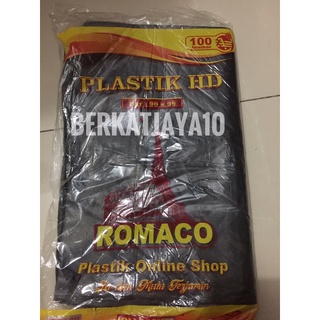 100
PLASTIK HD
BERKATJAYA10
ROMACO
Plastik Online Shop